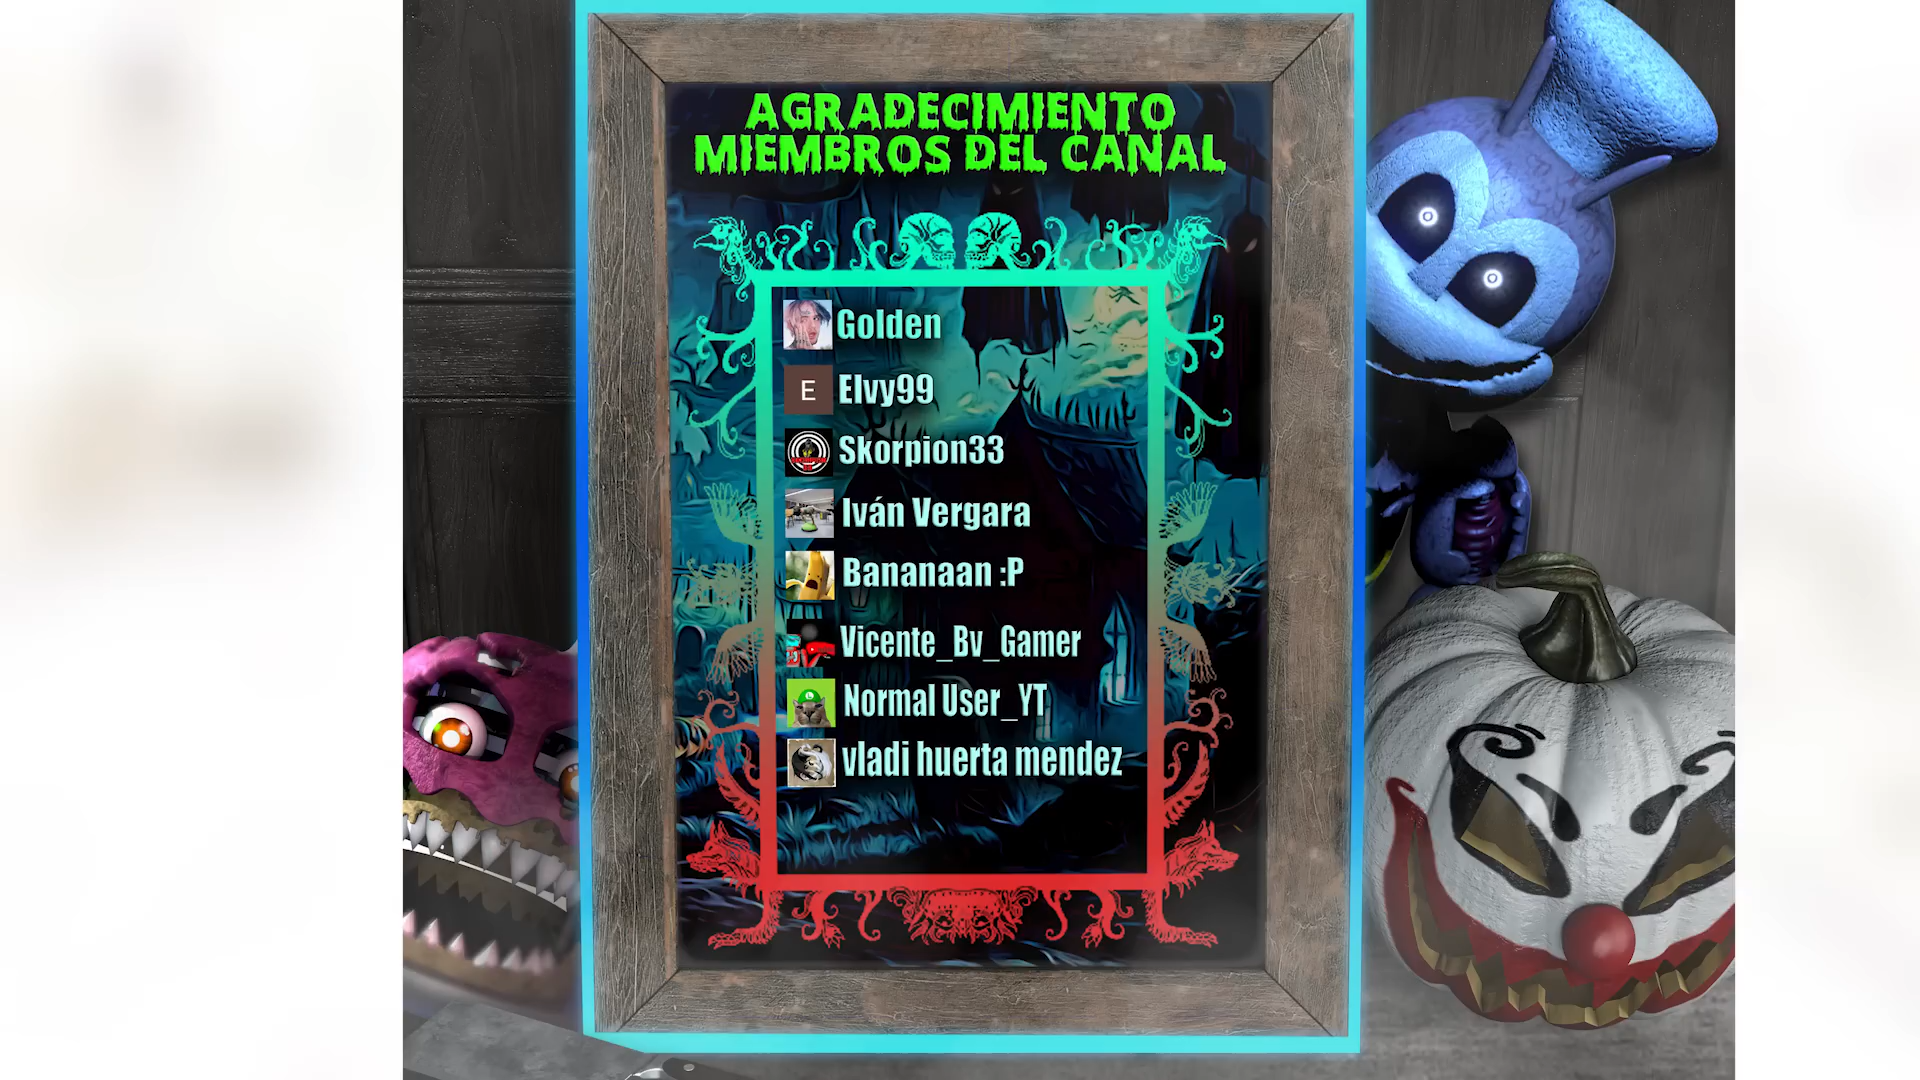 AGRADECIMIENTO
MIEMBROS DEL CANAL
Golden
E
Elvy99
Skorpion33
Iván Vergara
Bananaan :P
Vicente_Bv_Gamer
L
Normal User_YT
vladi huerta mendez